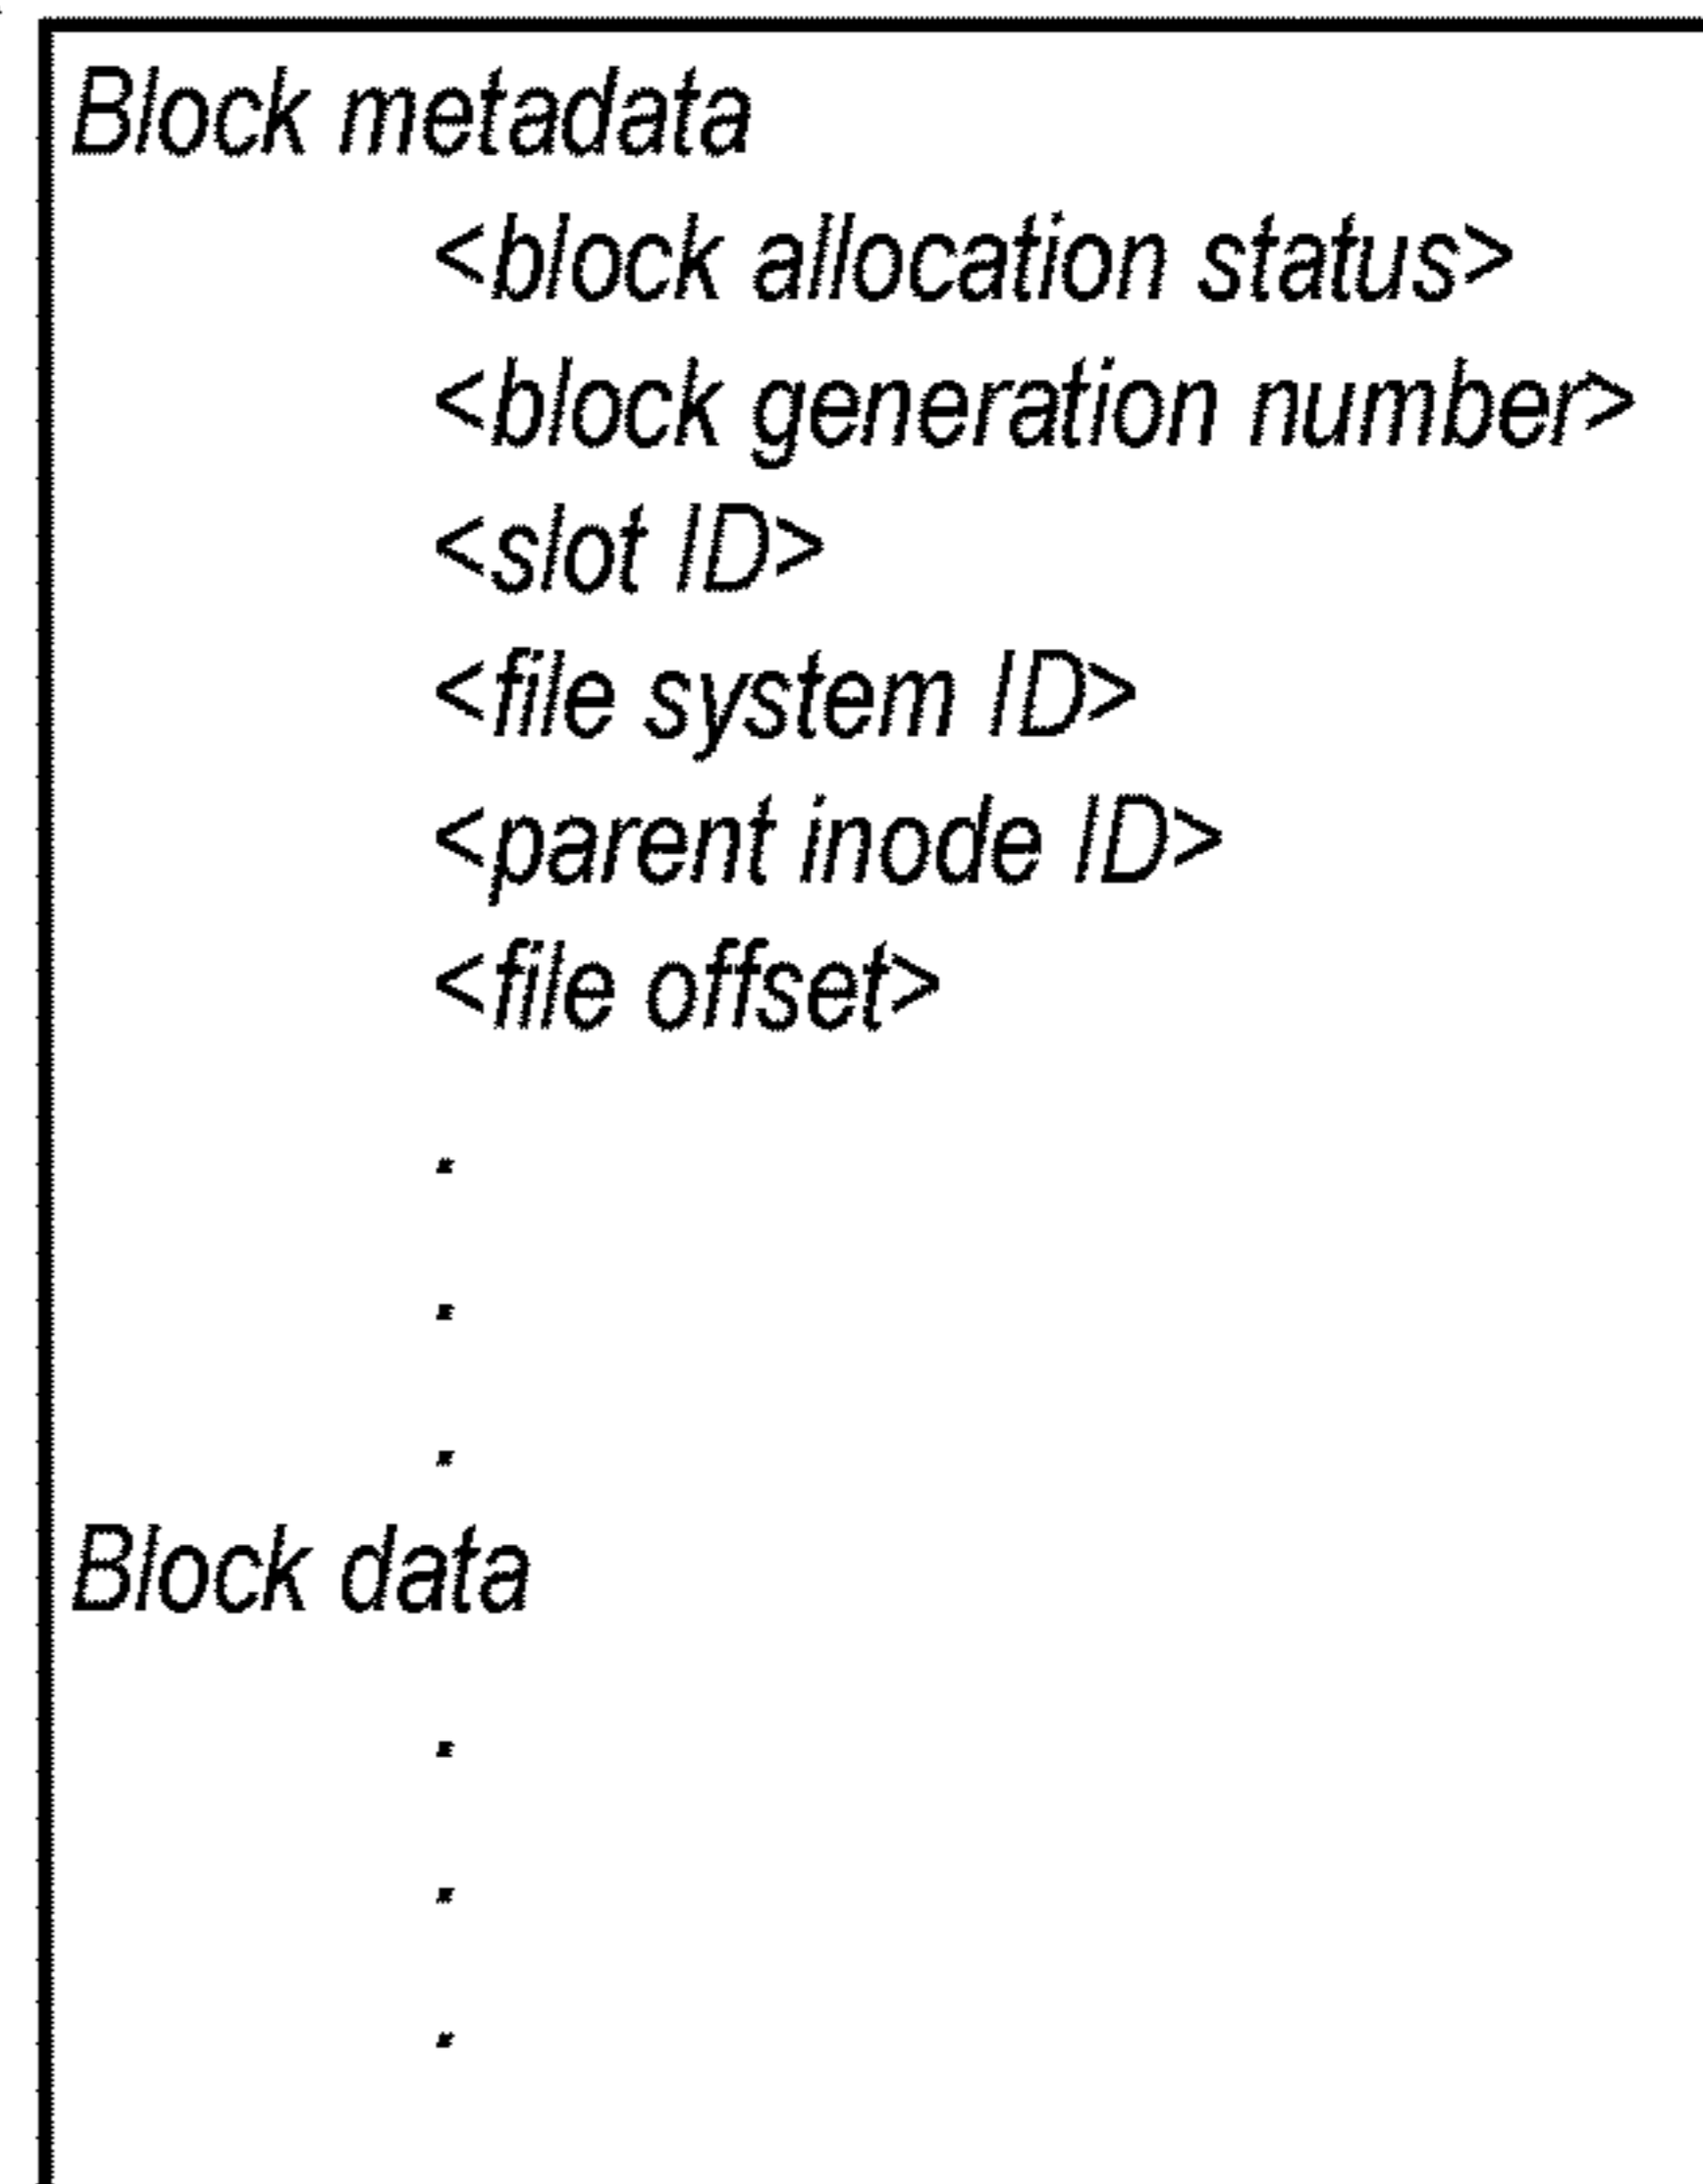 Block metadata
<block allocation status>
<block generation number>
<slot ID>
<file system ID>
<parent inode ID>
<file offset>
.
.
.
Block data
.
.
.